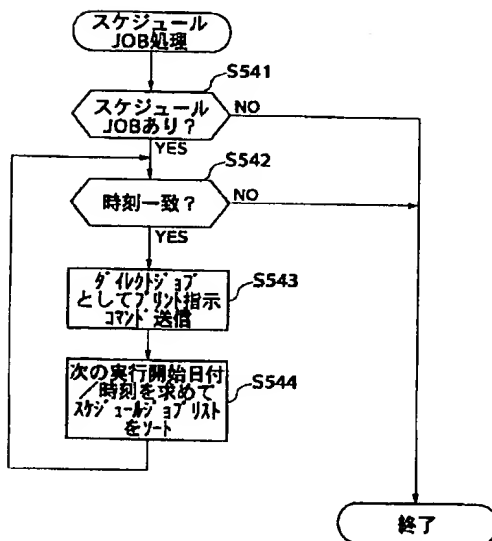 スケジュール
JOB処理
S541
スケジュール
JOBあり？
NO
YES
S542
時刻一致？
NO
YES
S543
ﾀﾞｲﾚｸﾄｼﾞｮﾌﾞ
としてﾌﾟﾘﾝﾄ指示
ｺﾏﾝﾄﾞ送信
S544
次の実行開始日付
／時刻を求めて
ｽｹｼﾞｭｰﾙｼﾞｮﾌﾞﾘｽﾄ
をｿｰﾄ
終了